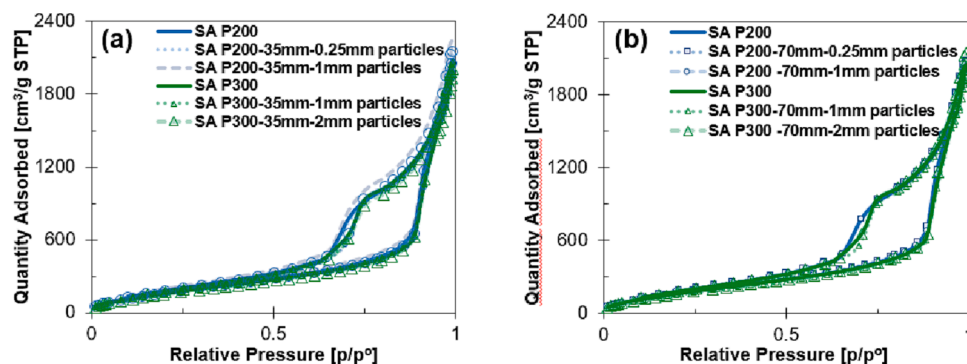 (a)
SA P200
SA P200-35mm-0.25mm particles
SA P200-35mm-1mm particles
SA P300
SA P300-35mm-1mm particles
SA P300-35mm-2mm particles
Quantity Adsorbed [cm³/g STP]
2400
1800
1200
600
0
0
0.5
1
Relative Pressure [p/pº]
(b)
SA P200
SA P200-70mm-0.25mm particles
SA P200 -70mm-1mm particles
SA P300
SA P300-70mm-1mm particles
SA P300 -70mm-2mm particles
Quantity Adsorbed [cm³/g STP]
2400
1800
1200
600
0
0
0.5
1
Relative Pressure [p/pº]